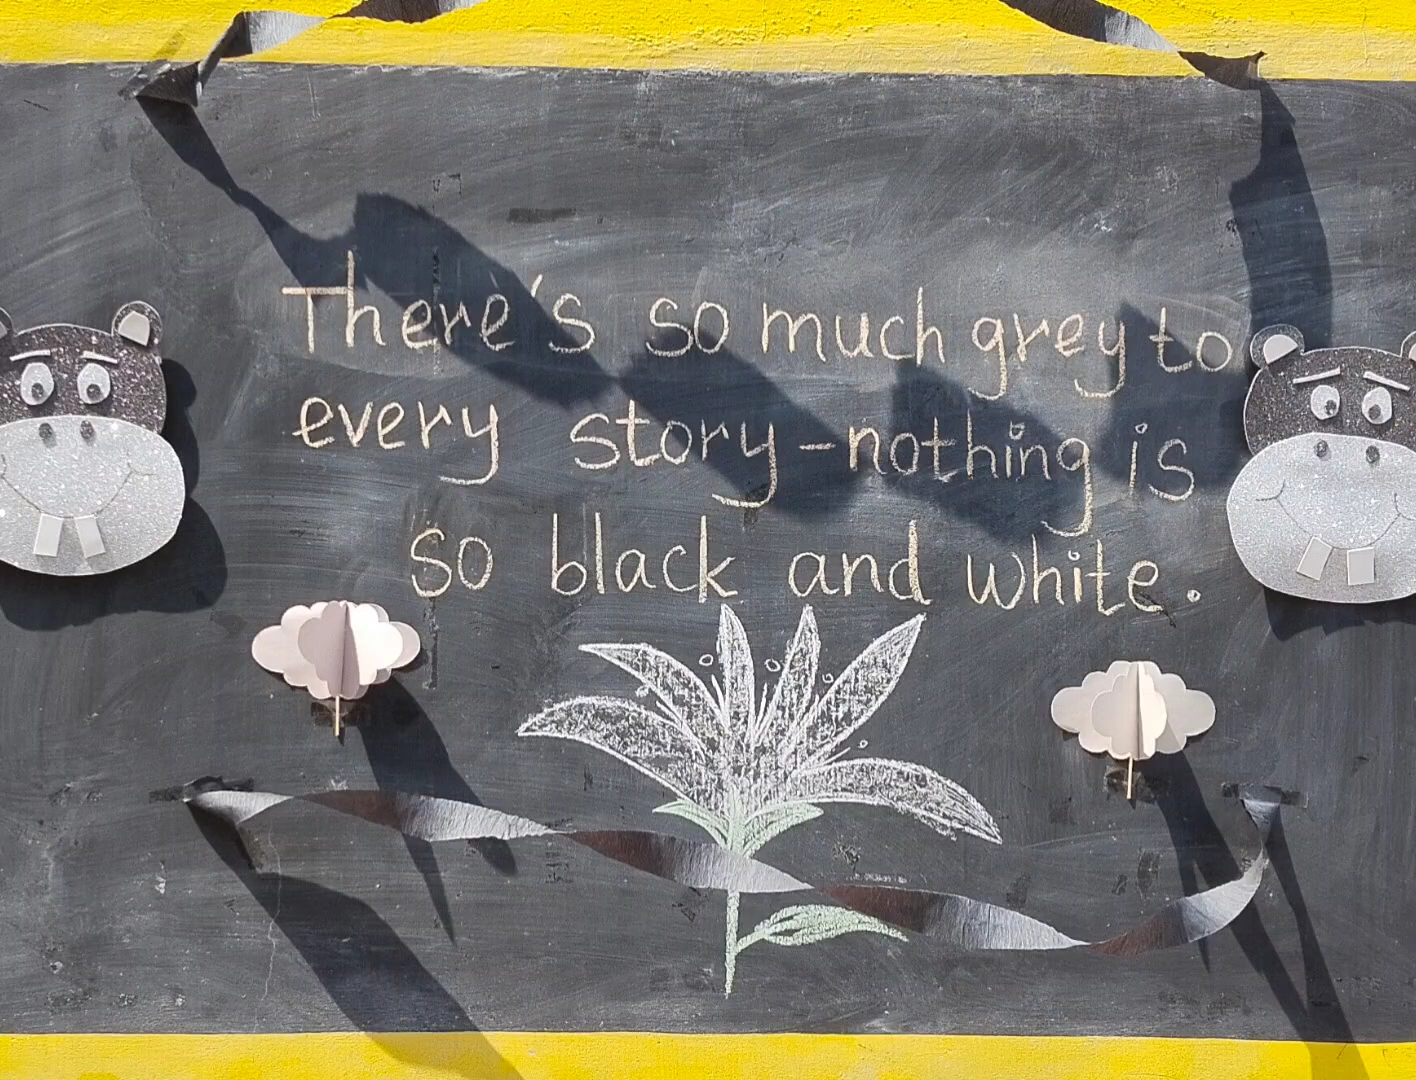 There's so much grey to
every story - nothing is
so black and white.